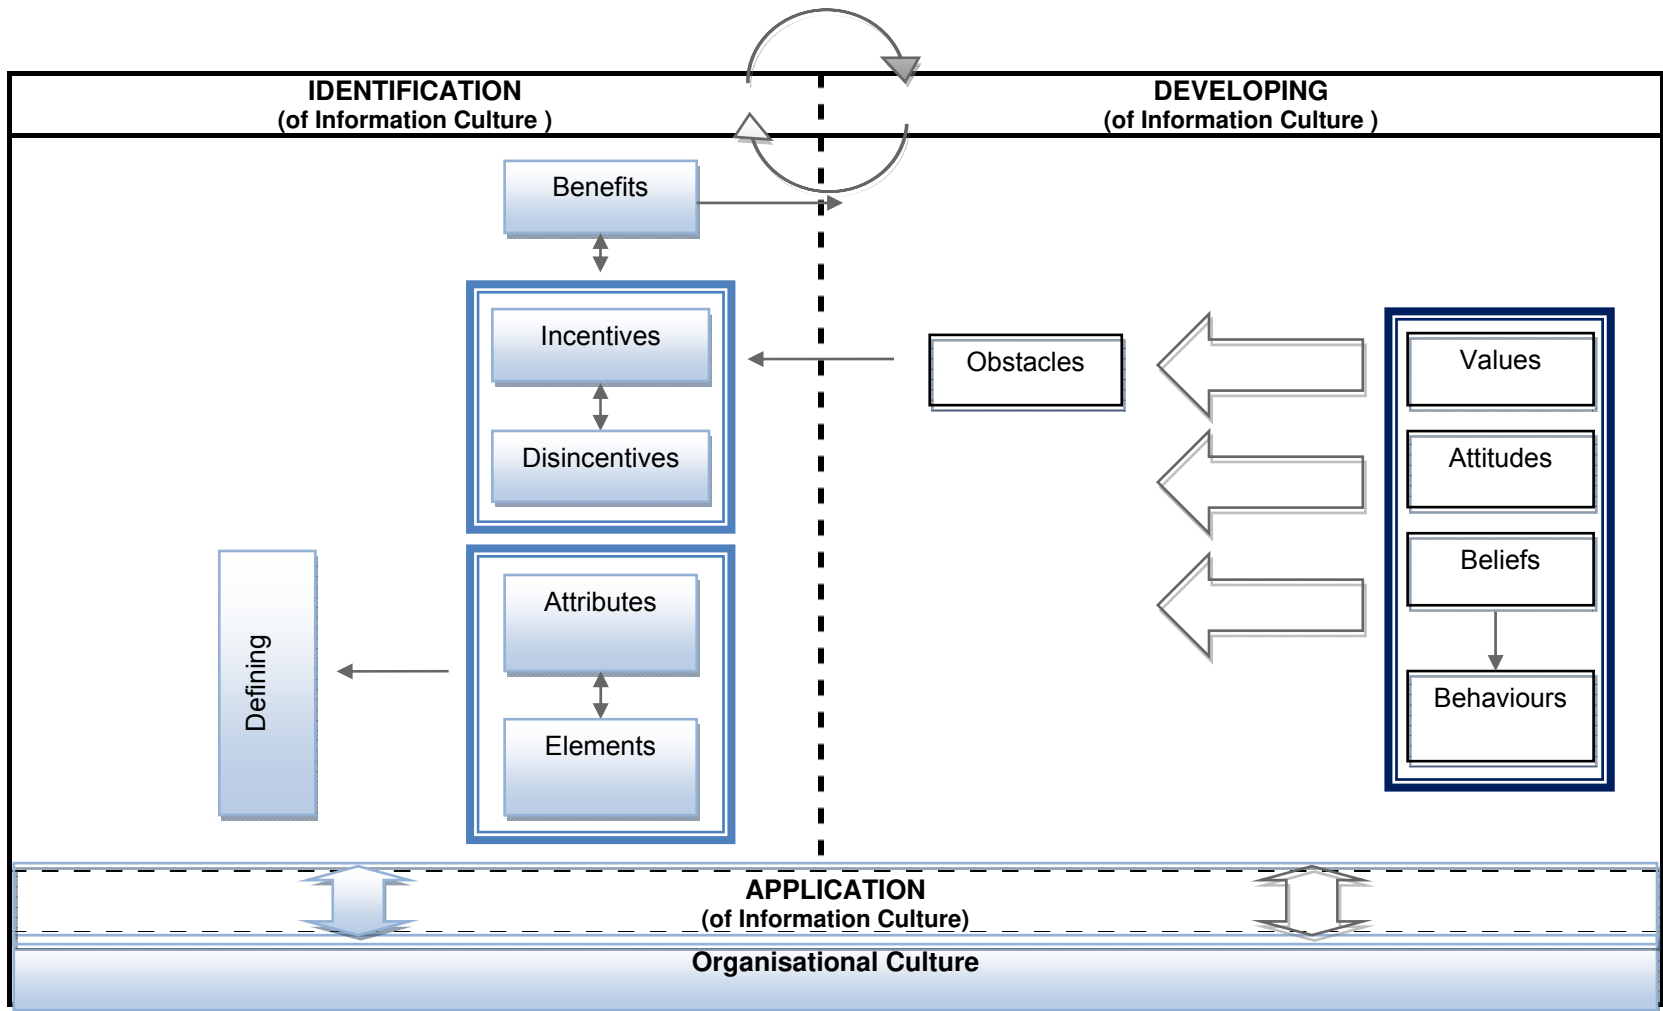 IDENTIFICATION
(of Information Culture )
DEVELOPING
(of Information Culture )
Benefits
Incentives
Disincentives
Attributes
Elements
Defining
Obstacles
Values
Attitudes
Beliefs
Behaviours
APPLICATION
(of Information Culture)
Organisational Culture